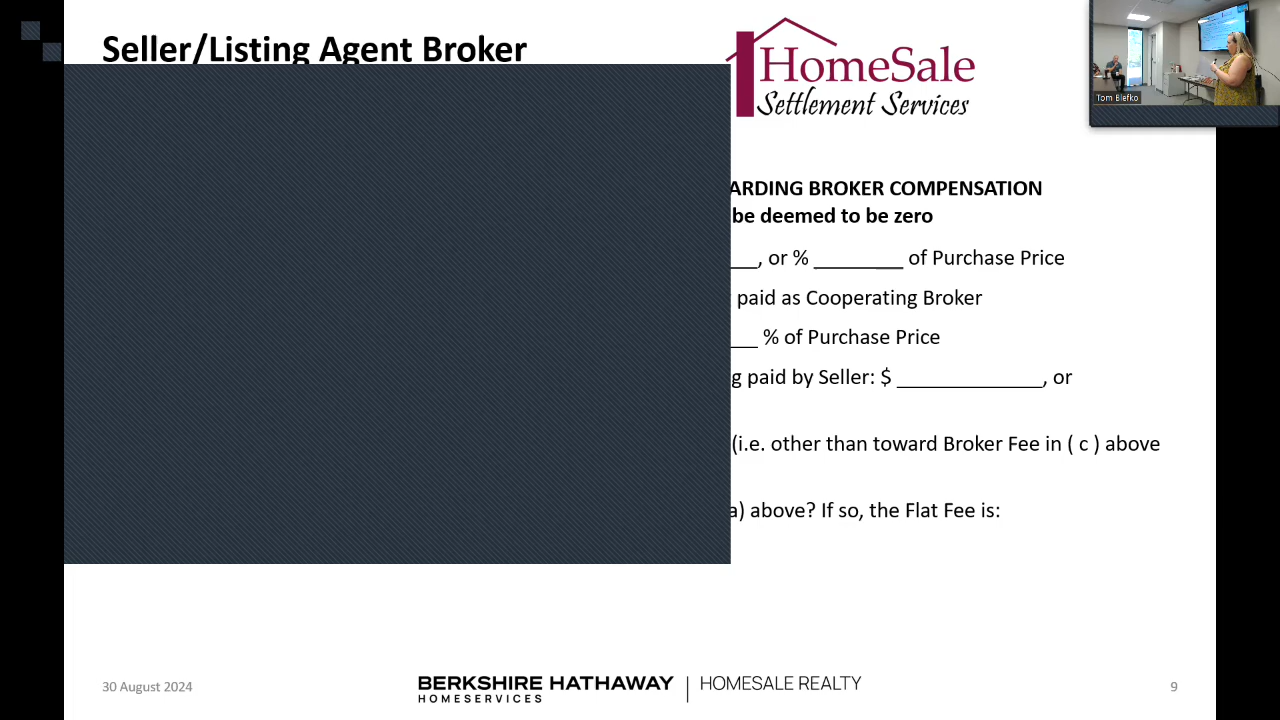 Seller/Listing Agent Broker
HomeSale
Settlement Services
Tom Blefko
ARDING BROKER COMPENSATION
be deemed to be zero
___, or % ________ of Purchase Price
paid as Cooperating Broker
___ % of Purchase Price
g paid by Seller: $ _____________, or
(i.e. other than toward Broker Fee in ( c ) above
a) above? If so, the Flat Fee is:
30 August 2024
BERKSHIRE HATHAWAY
HOMESERVICES
HOMESALE REALTY
9